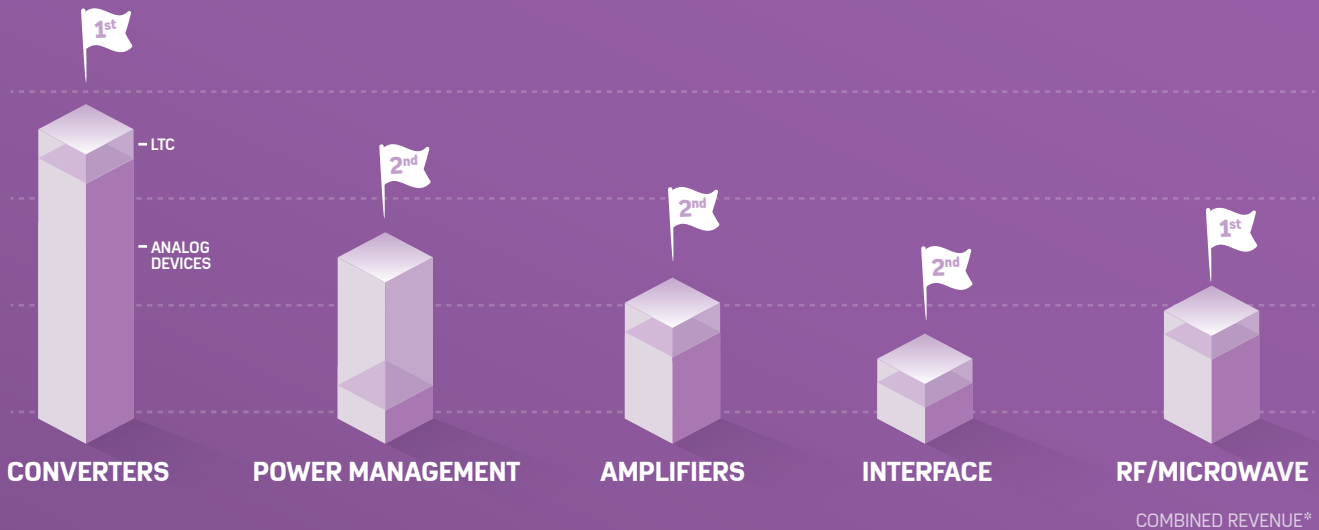 1st
2nd
2nd
1st
2nd
LTC
ANALOG
DEVICES
CONVERTERS
POWER MANAGEMENT
AMPLIFIERS
INTERFACE
RF/MICROWAVE
COMBINED REVENUE*